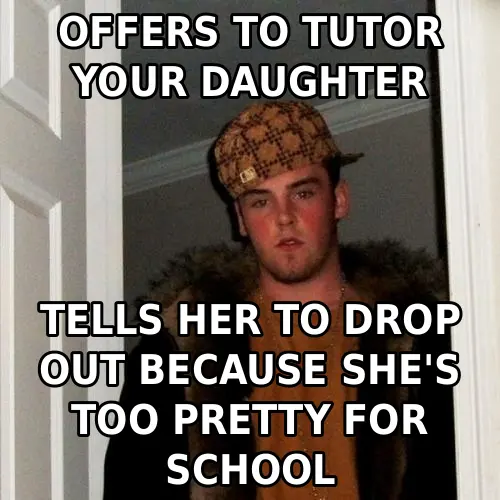 OFFERS TO TUTOR
YOUR DAUGHTER
TELLS HER TO DROP
OUT BECAUSE SHE'S
TOO PRETTY FOR
SCHOOL